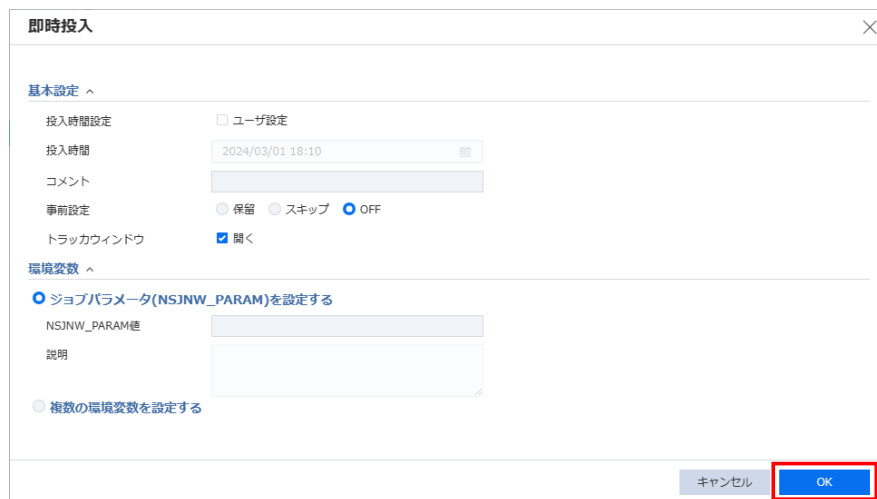 即時投入
基本設定
投入時間設定 ユーザ設定
投入時間 2024/03/01 18:10
コメント
事前設定 保留 スキップ OFF
トラッカウィンドウ 開く
環境変数
ジョブパラメータ(NSJNW_PARAM)を設定する
NSJNW_PARAM値
説明
複数の環境変数を設定する
キャンセル OK